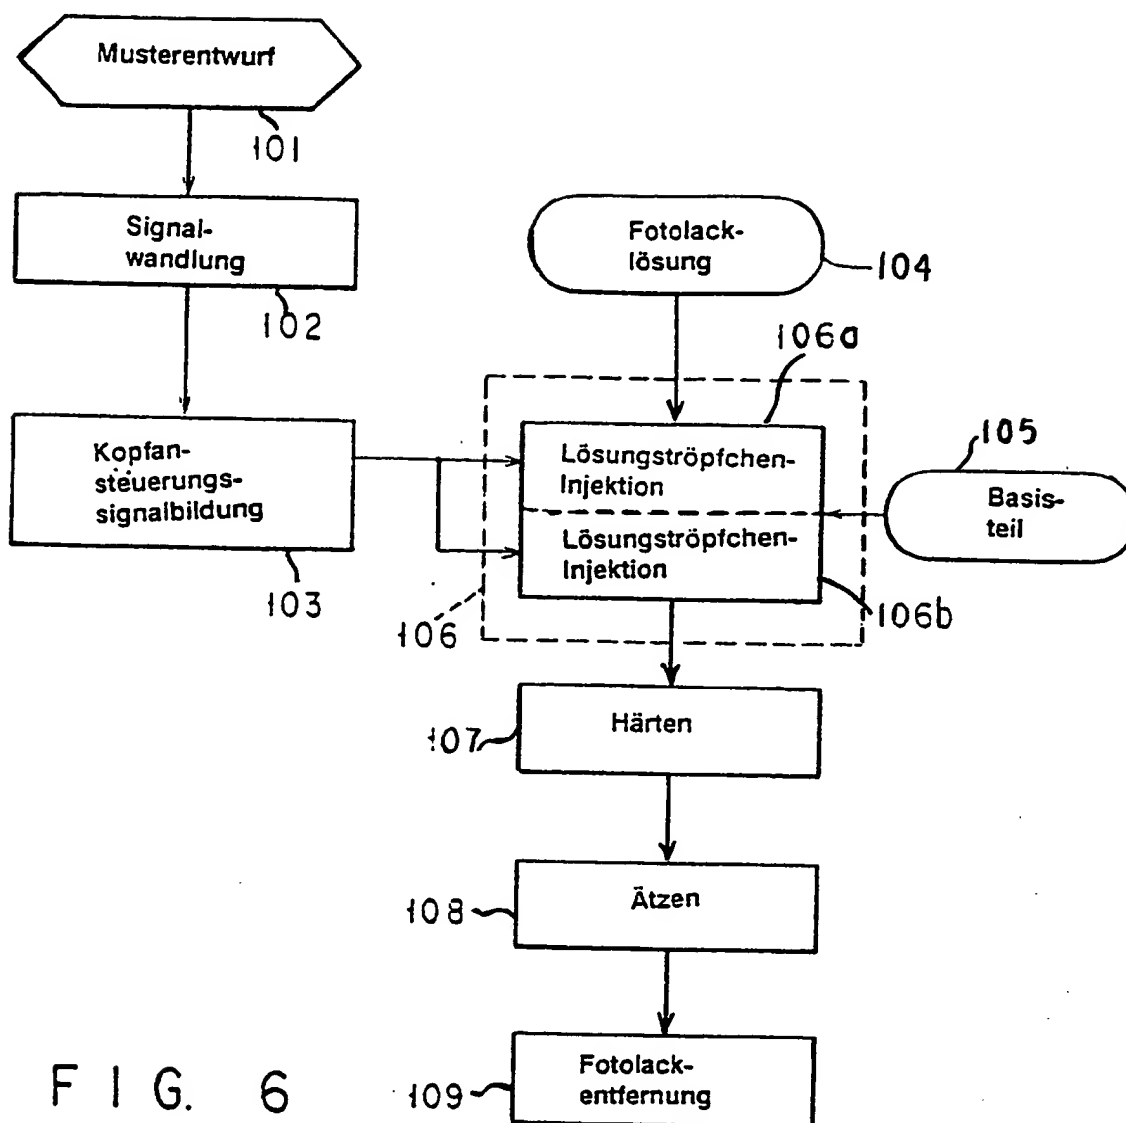 Musterentwurf
101
Signal-
wandlung
102
Fotolack-
lösung
104
106a
Kopfan-
steuerungs-
signalbildung
103
Lösungströpfchen-
Injektion
Lösungströpfchen-
Injektion
105
Basis-
teil
106
106b
Härten
107
Ätzen
108
Fotolack-
entfernung
109
FIG. 6